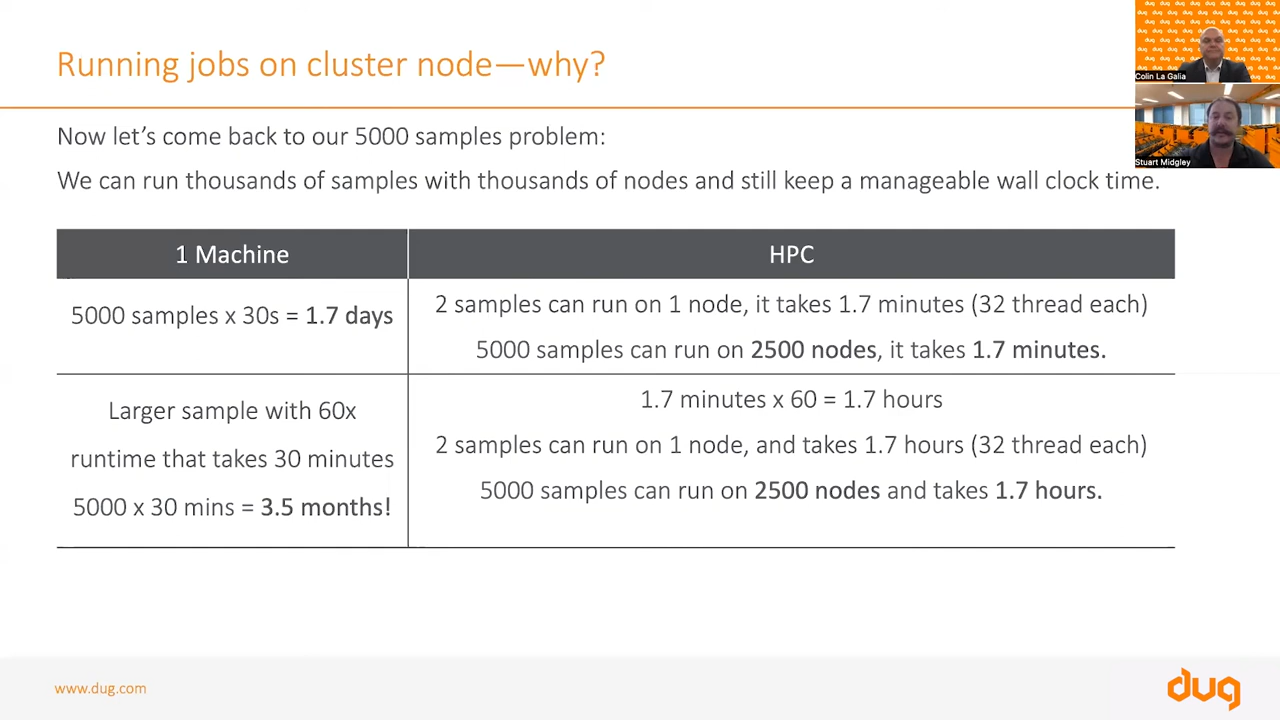 Running jobs on cluster node—why?
Colin La Galia
Stuart Midgley
Now let's come back to our 5000 samples problem:
We can run thousands of samples with thousands of nodes and still keep a manageable wall clock time.
1 Machine
HPC
5000 samples x 30s = 1.7 days
2 samples can run on 1 node, it takes 1.7 minutes (32 thread each)
5000 samples can run on 2500 nodes, it takes 1.7 minutes.
Larger sample with 60x
runtime that takes 30 minutes
5000 x 30 mins = 3.5 months!
1.7 minutes x 60 = 1.7 hours
2 samples can run on 1 node, and takes 1.7 hours (32 thread each)
5000 samples can run on 2500 nodes and takes 1.7 hours.
www.dug.com
dug